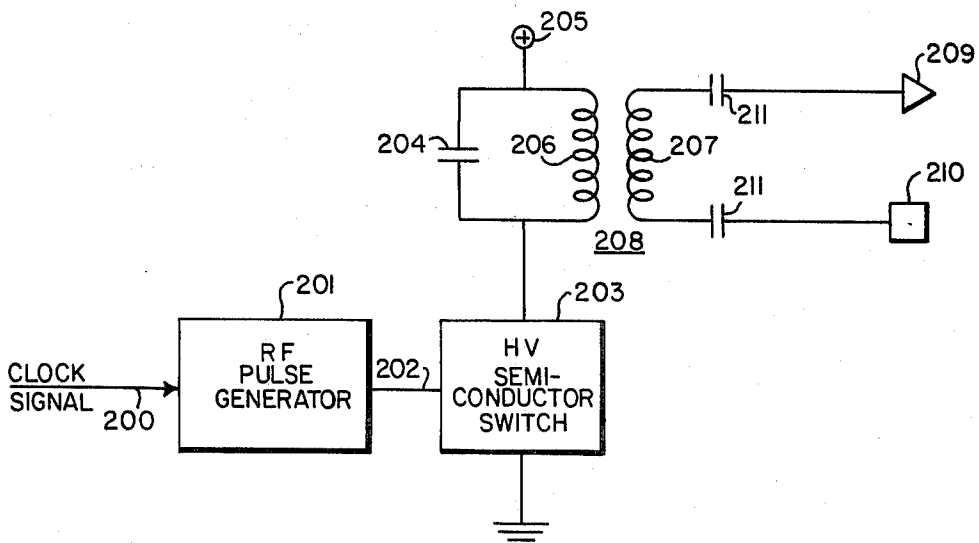 205
209
204
206
207
211
210
211
208
201
203
RF
PULSE
GENERATOR
HV
SEMI-
CONDUCTOR
SWITCH
CLOCK
SIGNAL
200
202